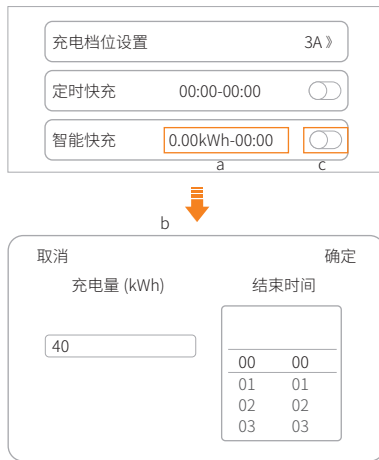 充电档位设置 3A 》
定时快充 00:00-00:00
智能快充 0.00kWh-00:00
a c
b
取消 确定
充电量 (kWh) 结束时间
40
00 00
01 01
02 02
03 03